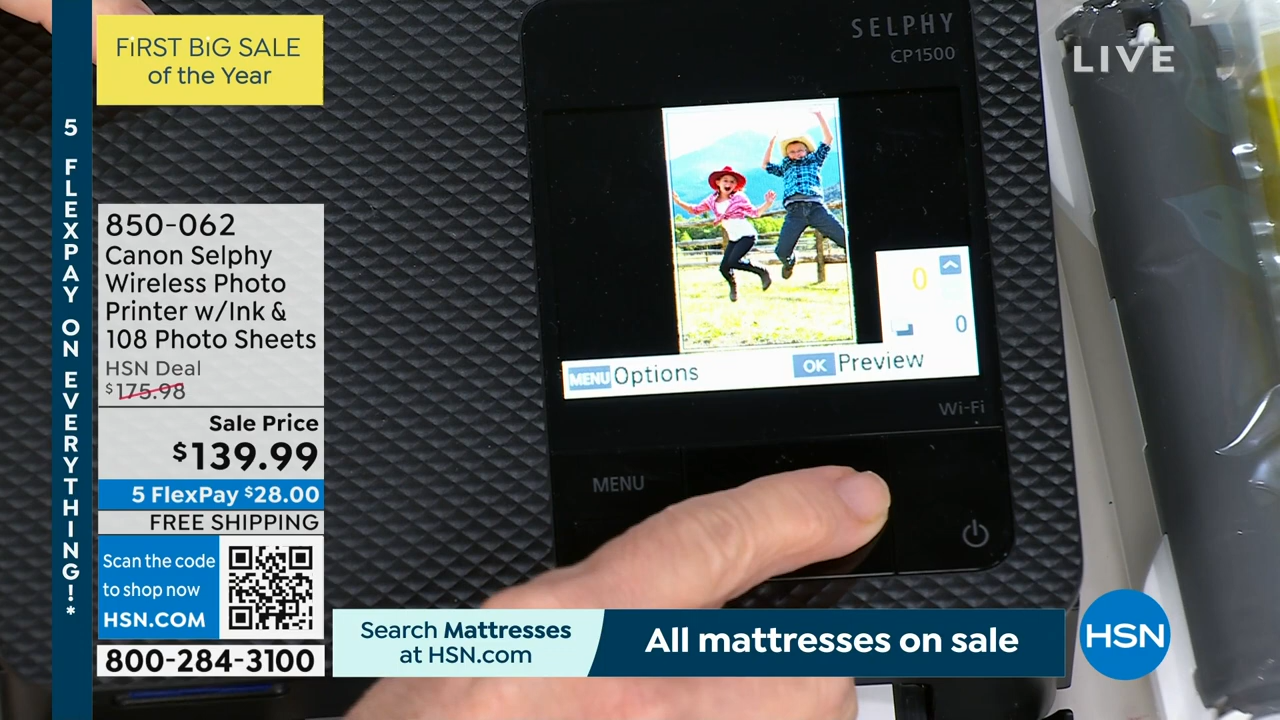 FiRST BiG SALE
of the Year
5 FLEXPAY ON EVERYTHING!*
850-062
Canon Selphy
Wireless Photo
Printer w/Ink &
108 Photo Sheets
HSN Deal
$175.98
Sale Price
$139.99
5 FlexPay $28.00
FREE SHIPPING
Scan the code
to shop now
HSN.COM
800-284-3100
SELPHY
CP1500
LIVE
0
0
MENU Options
OK Preview
Wi-Fi
MENU
Search Mattresses
at HSN.com
All mattresses on sale
HSN